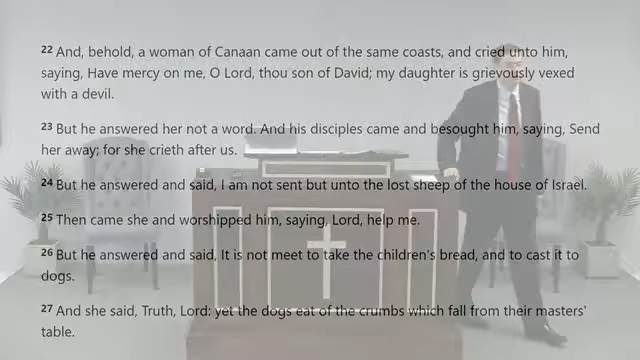 22 And, behold, a woman of Canaan came out of the same coasts, and cried unto him,
saying, Have mercy on me, O Lord, thou son of David; my daughter is grievously vexed
with a devil.
23 But he answered her not a word. And his disciples came and besought him, saying, Send
her away; for she crieth after us.
24 But he answered and said, I am not sent but unto the lost sheep of the house of Israel.
25 Then came she and worshipped him, saying, Lord, help me.
26 But he answered and said, It is not meet to take the children's bread, and to cast it to
dogs.
27 And she said, Truth, Lord: yet the dogs eat of the crumbs which fall from their masters'
table.